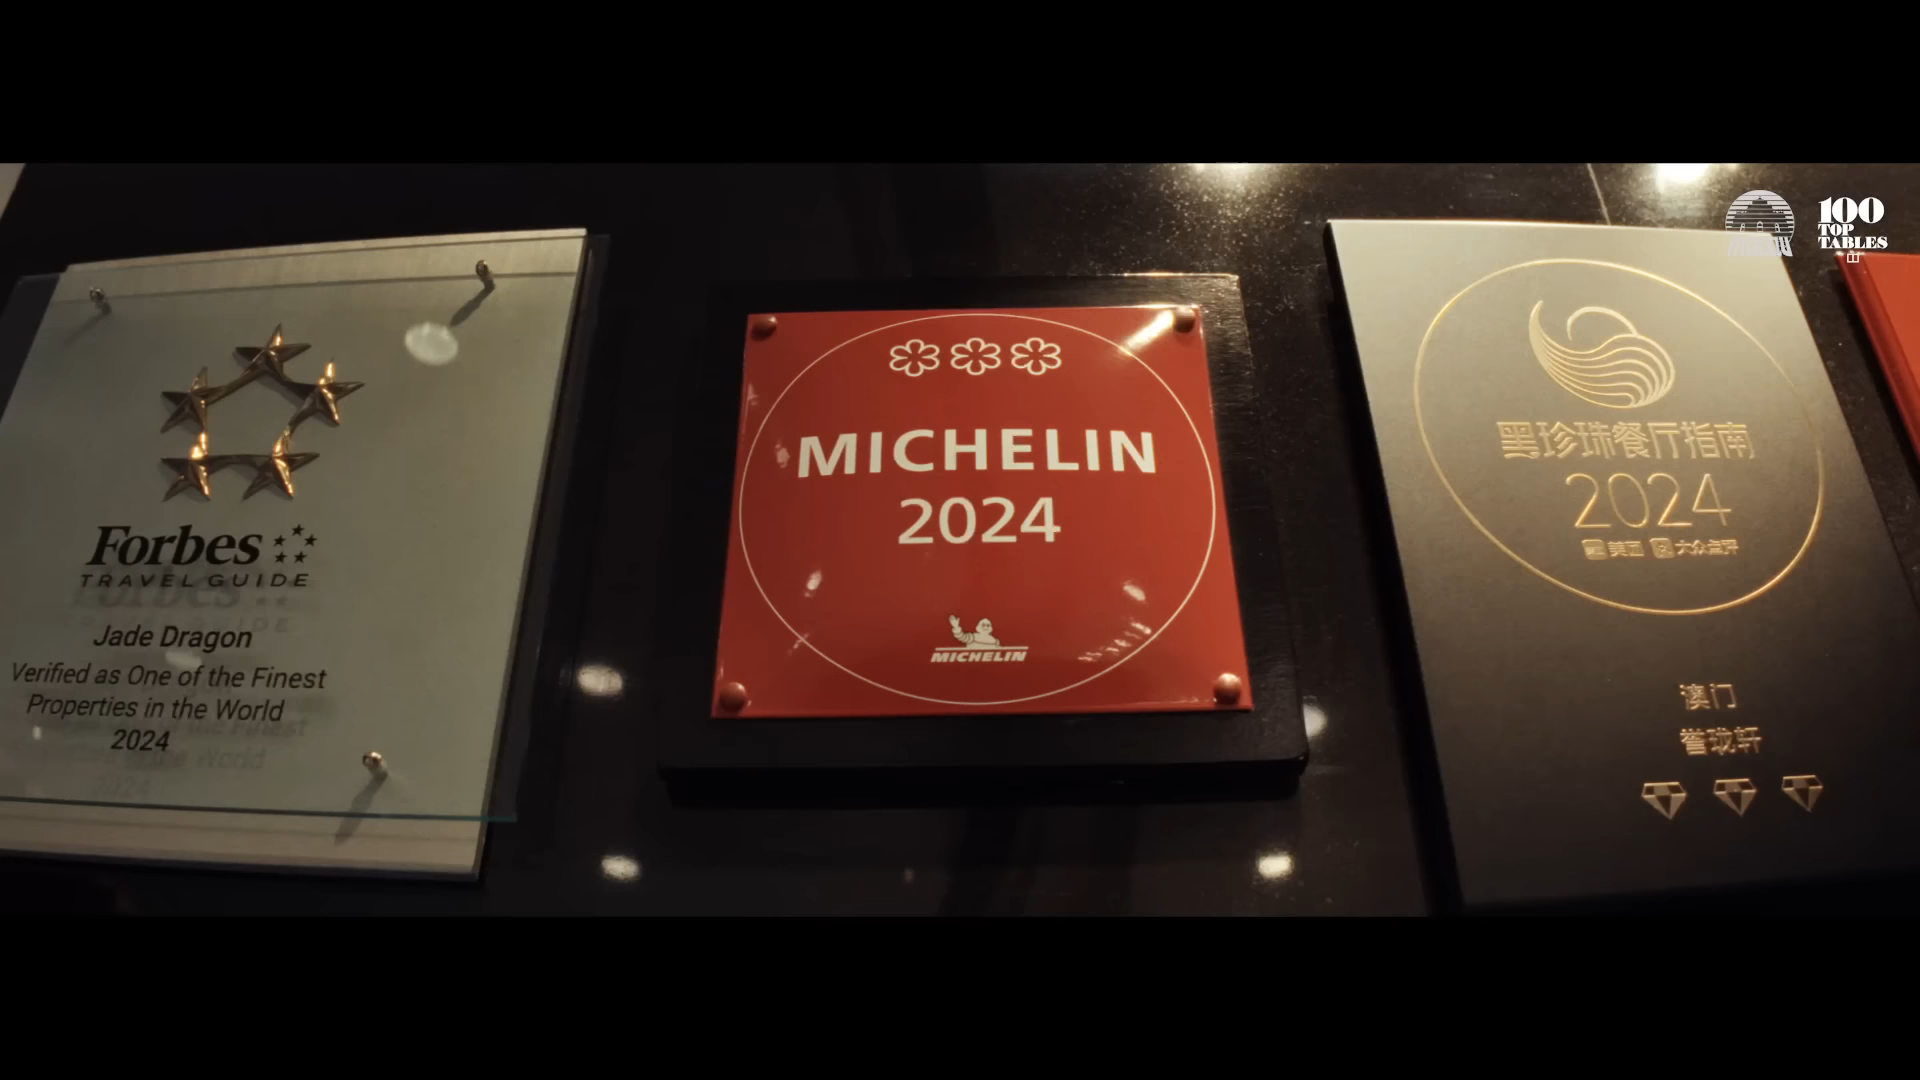 Forbes
TRAVEL GUIDE
Jade Dragon
Verified as One of the Finest
Properties in the World
2024
MICHELIN
2024
MICHELIN
黑珍珠餐厅指南
2024
美团 大众点评
澳门
誉珑轩
100
TOP
TABLES